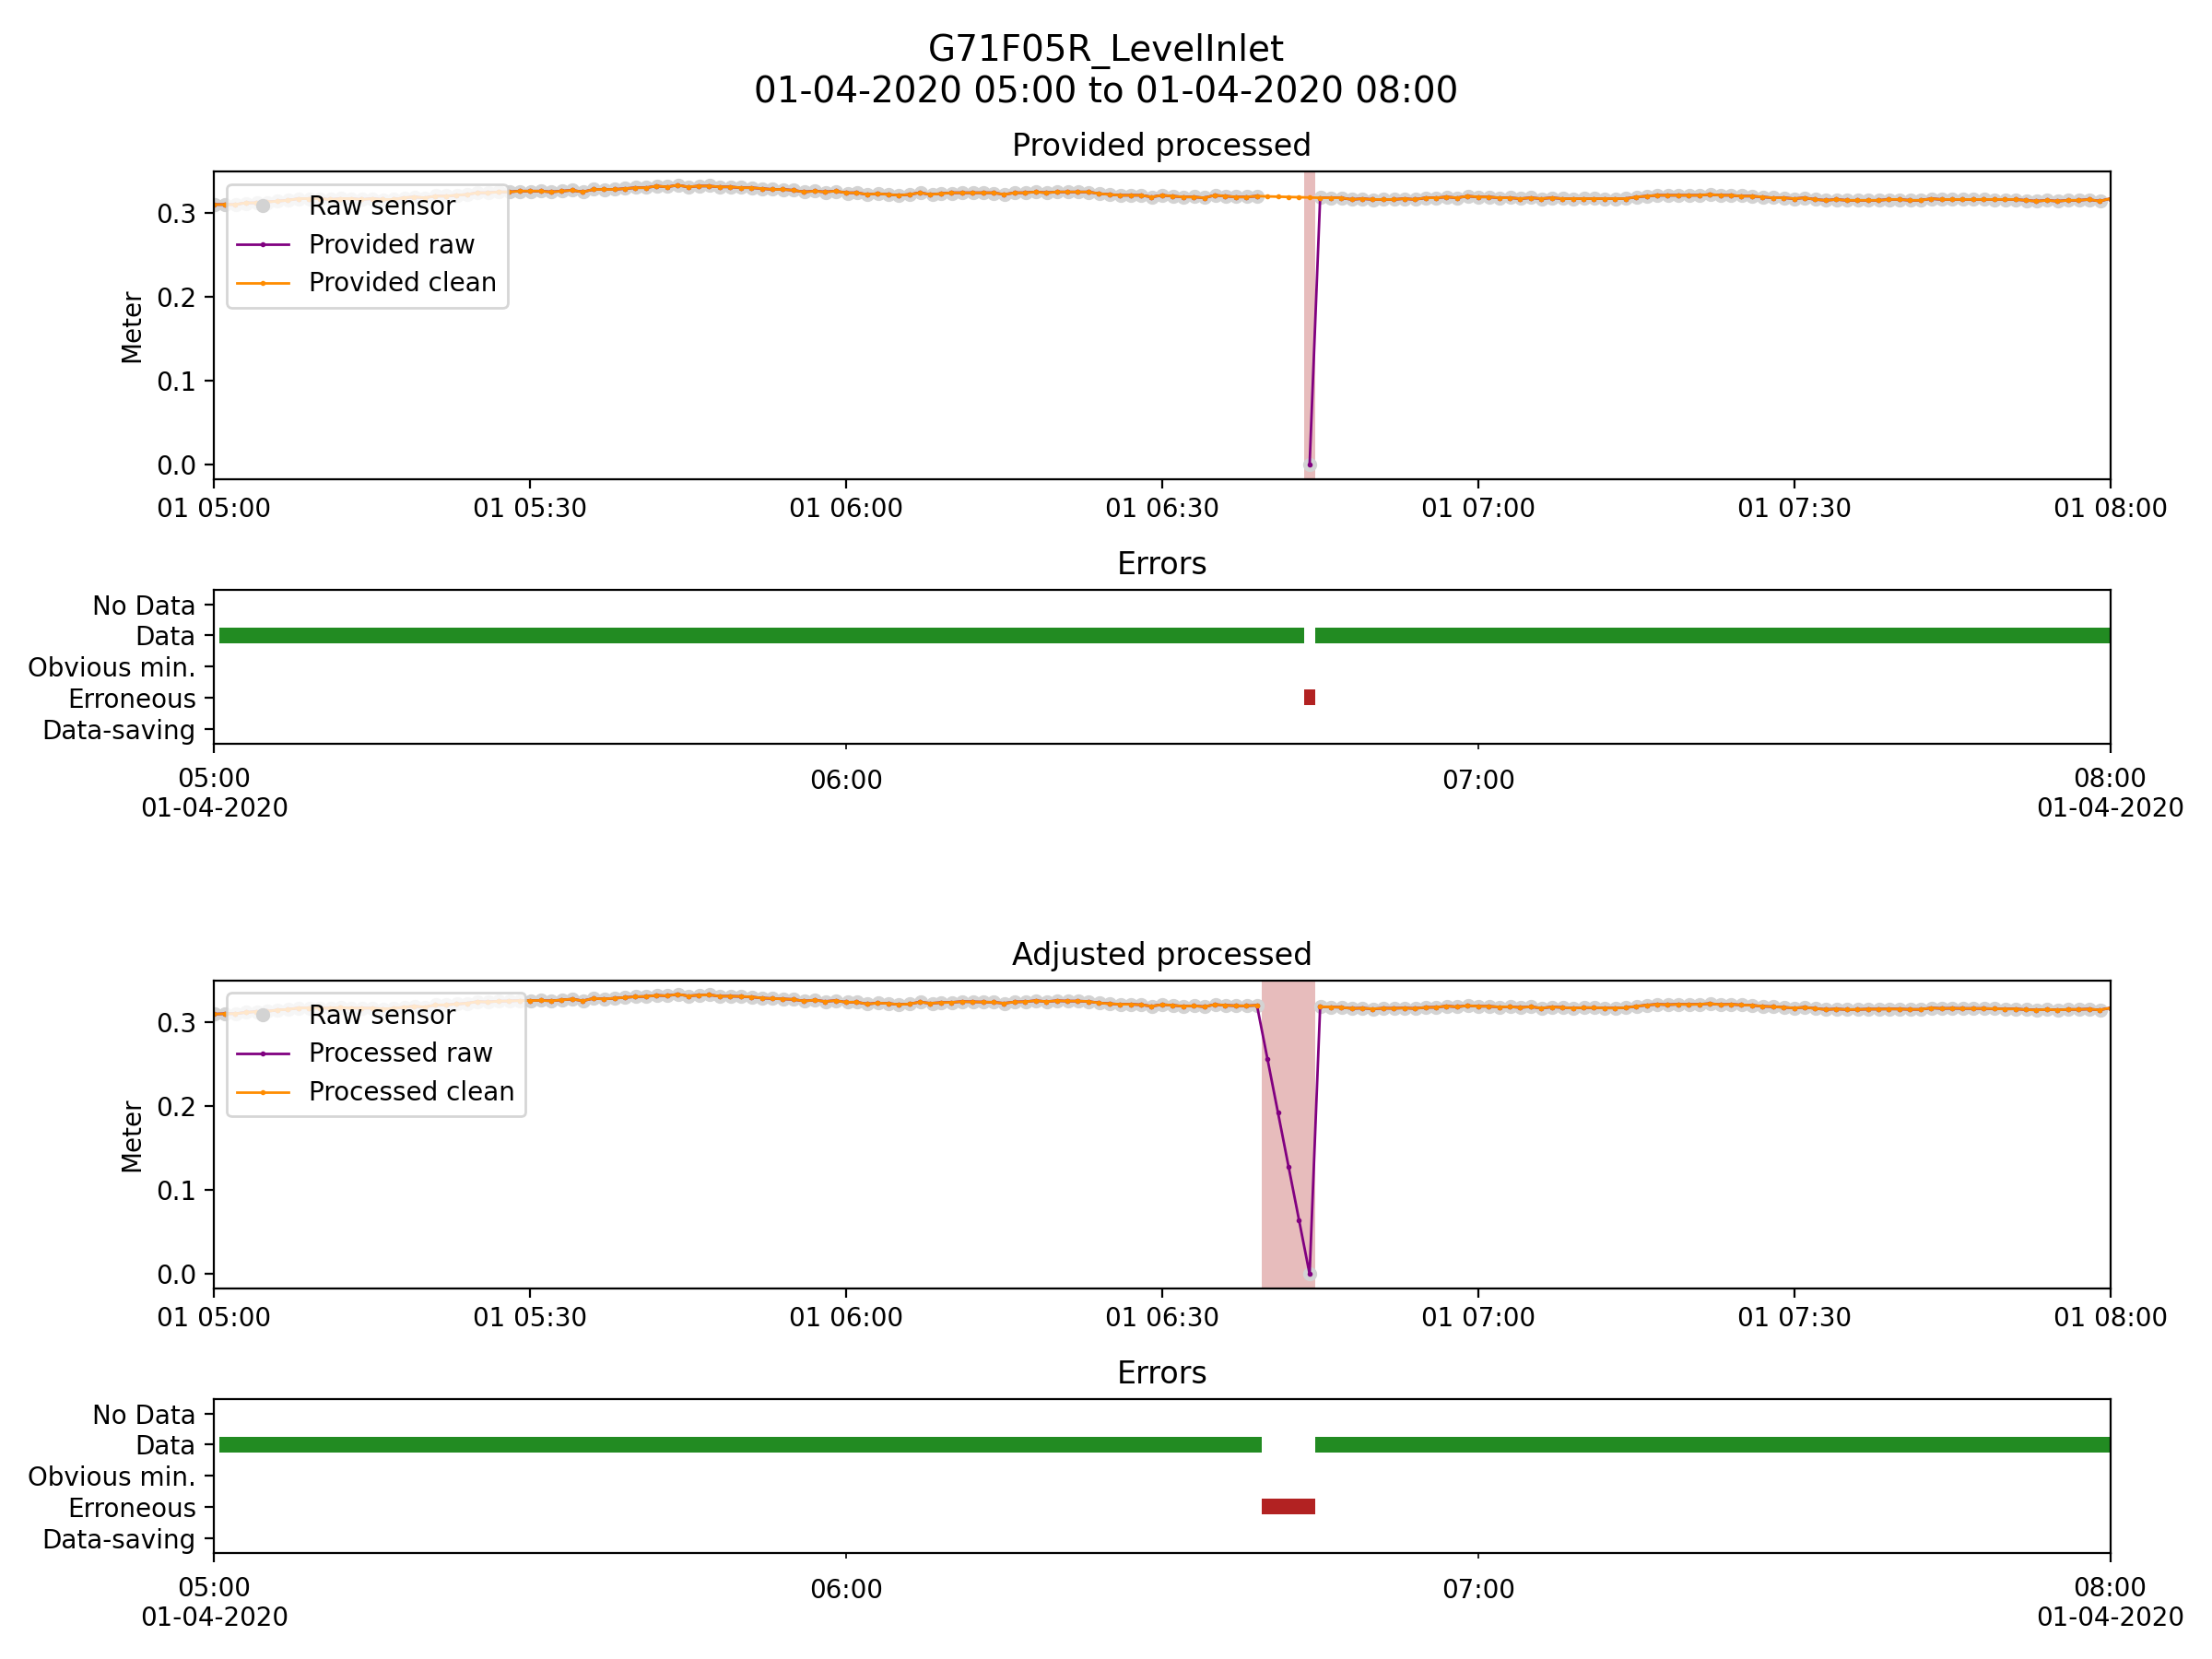 G71F05R_LevelInlet
01-04-2020 05:00 to 01-04-2020 08:00
Provided processed
Raw sensor
Provided raw
Provided clean
Meter
0.3
0.2
0.1
0.0
01 05:00 01 05:30 01 06:00 01 06:30 01 07:00 01 07:30 01 08:00
Errors
No Data
Data
Obvious min.
Erroneous
Data-saving
05:00 06:00 07:00 08:00
01-04-2020 01-04-2020
Adjusted processed
Raw sensor
Processed raw
Processed clean
Meter
0.3
0.2
0.1
0.0
01 05:00 01 05:30 01 06:00 01 06:30 01 07:00 01 07:30 01 08:00
Errors
No Data
Data
Obvious min.
Erroneous
Data-saving
05:00 06:00 07:00 08:00
01-04-2020 01-04-2020